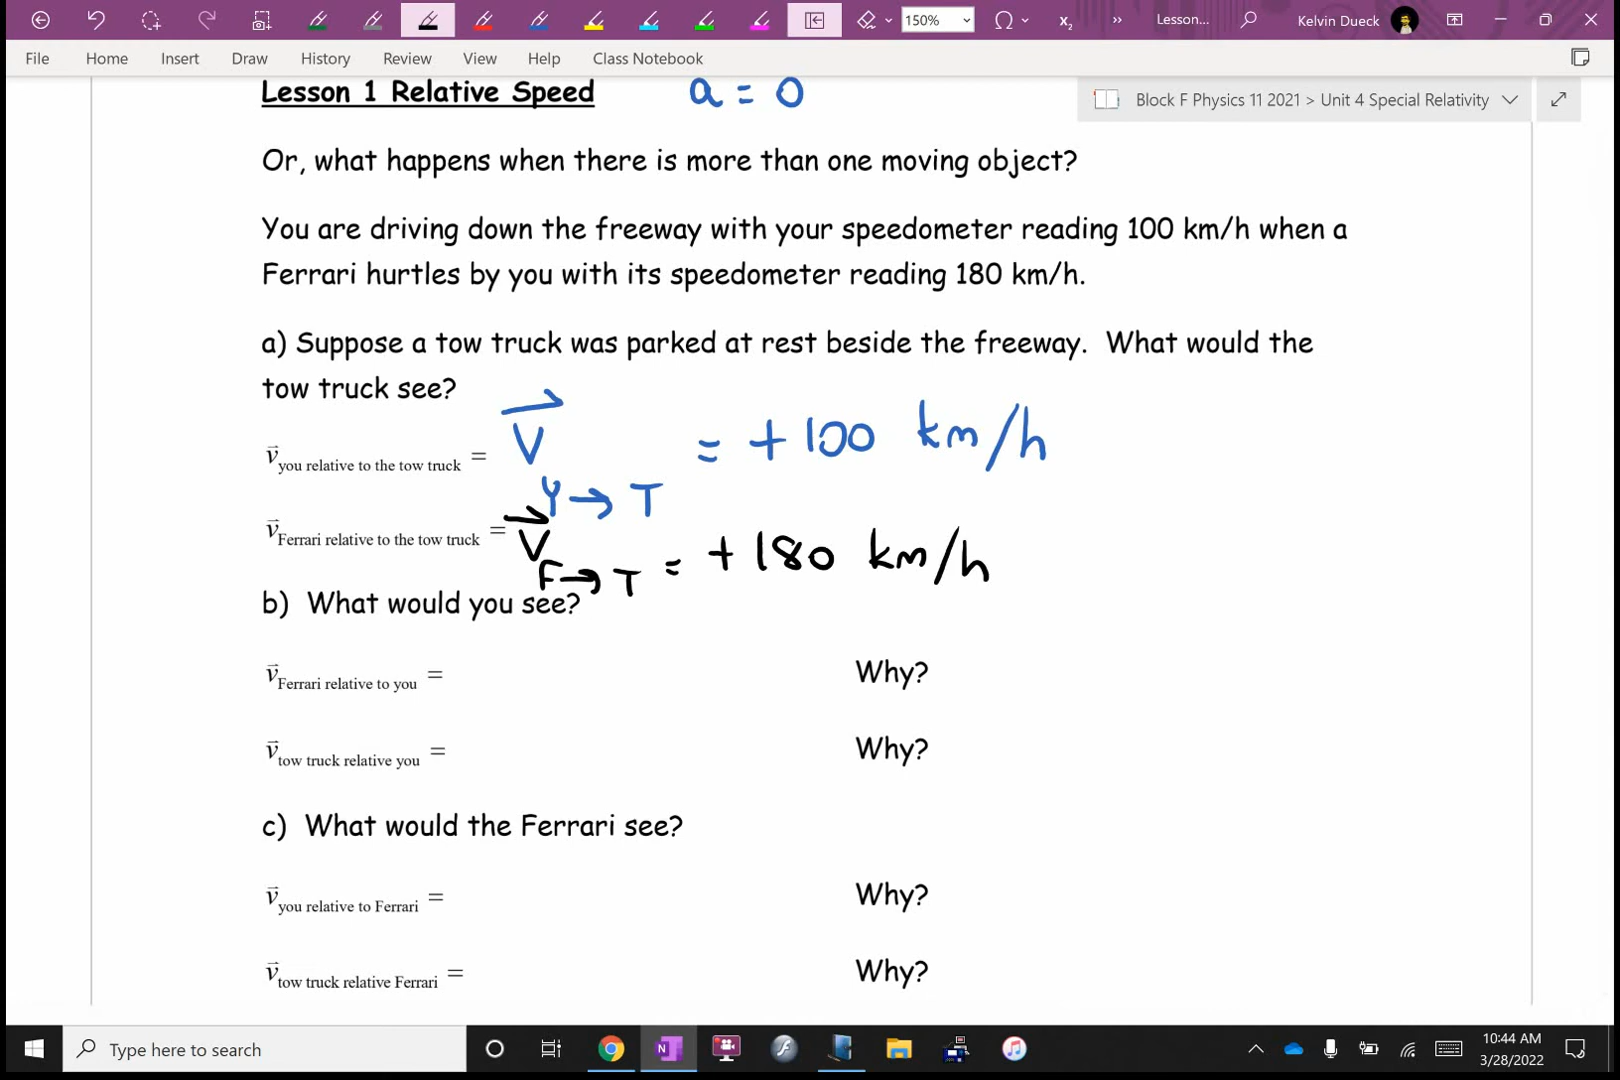 150%
Ω
x₂
Lesson...
Kelvin Dueck
File Home Insert Draw History Review View Help Class Notebook
Block F Physics 11 2021 > Unit 4 Special Relativity
Lesson 1 Relative Speed a = 0
Or, what happens when there is more than one moving object?
You are driving down the freeway with your speedometer reading 100 km/h when a
Ferrari hurtles by you with its speedometer reading 180 km/h.
a) Suppose a tow truck was parked at rest beside the freeway. What would the
tow truck see?
v⃗ you relative to the tow truck = V⃗ Y→T = +100 km/h
v⃗ Ferrari relative to the tow truck = V⃗ F→T = +180 km/h
b) What would you see?
v⃗ Ferrari relative to you = Why?
v⃗ tow truck relative you = Why?
c) What would the Ferrari see?
v⃗ you relative to Ferrari = Why?
v⃗ tow truck relative Ferrari = Why?
Type here to search
N
f
10:44 AM
3/28/2022